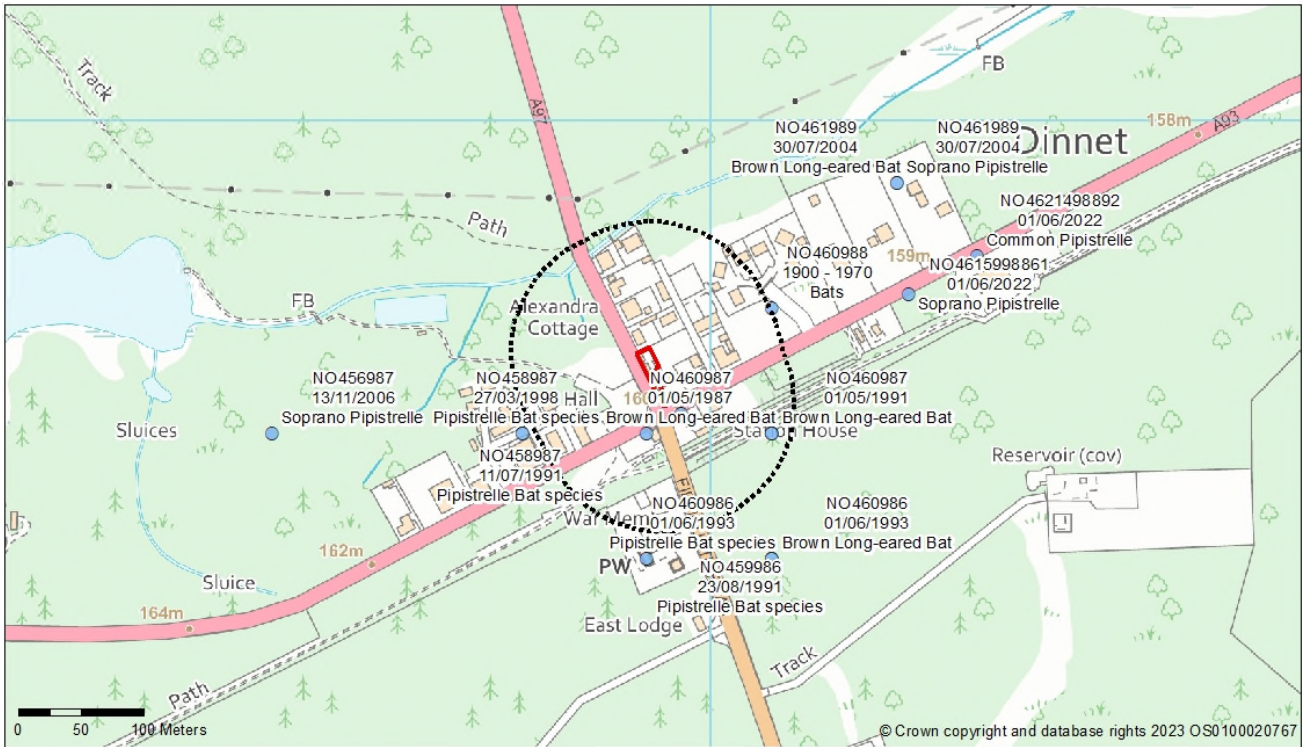 Track
A97
FB
158m
A93
NO461989
30/07/2004
Brown Long-eared Bat
NO461989
30/07/2004
Soprano Pipistrelle
Dinnet
Path
NO4621498892
01/06/2022
Common Pipistrelle
NO460988
1900 - 1970
Bats
159m
NO4615998861
01/06/2022
Soprano Pipistrelle
FB
Alexandra
Cottage
NO456987
13/11/2006
Soprano Pipistrelle
NO458987
27/03/1998
Pipistrelle Bat species
Hall
NO460987
01/05/1987
Brown Long-eared Bat
NO460987
01/05/1991
Brown Long-eared Bat
Sluices
House
NO458987
11/07/1991
Pipistrelle Bat species
Reservoir (cov)
War Mem
NO460986
01/06/1993
Pipistrelle Bat species
NO460986
01/06/1993
Brown Long-eared Bat
162m
PW
NO459986
23/08/1991
Pipistrelle Bat species
Sluice
164m
East Lodge
Track
Path
0 50 100 Meters
© Crown copyright and database rights 2023 OS0100020767